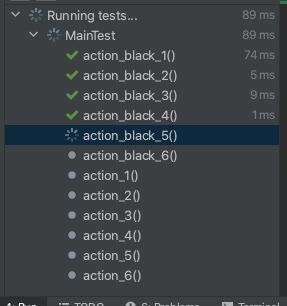 Running tests... 89 ms
MainTest 89 ms
action_black_1() 74 ms
action_black_2() 5 ms
action_black_3() 9 ms
action_black_4() 1 ms
action_black_5()
action_black_6()
action_1()
action_2()
action_3()
action_4()
action_5()
action_6()
4: Run TODO 6: Problems Terminal